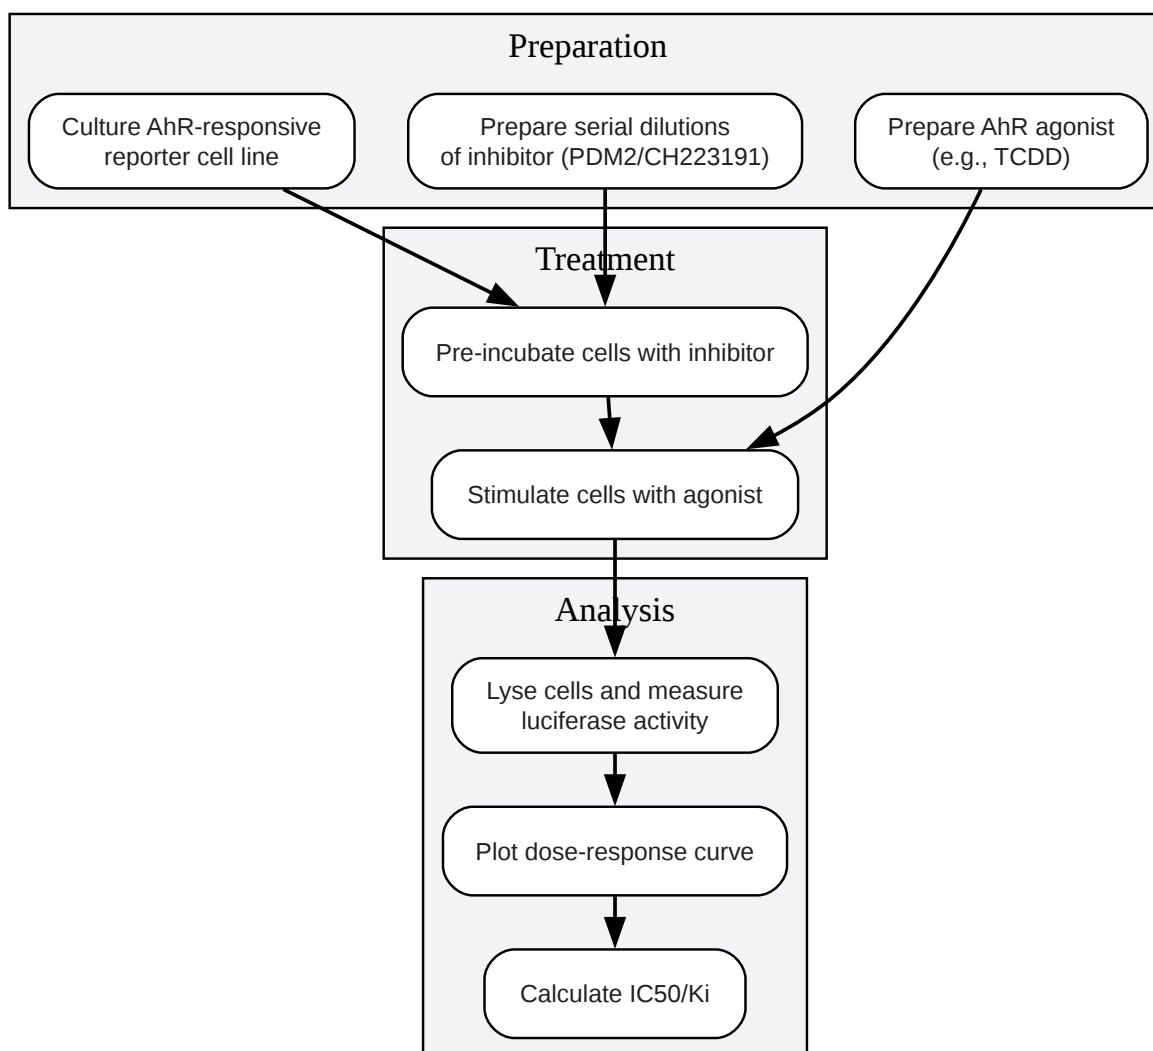 Preparation
Culture AhR-responsive
reporter cell line
Prepare serial dilutions
of inhibitor (PDM2/CH223191)
Prepare AhR agonist
(e.g., TCDD)
Treatment
Pre-incubate cells with inhibitor
Stimulate cells with agonist
Analysis
Lyse cells and measure
luciferase activity
Plot dose-response curve
Calculate IC50/Ki